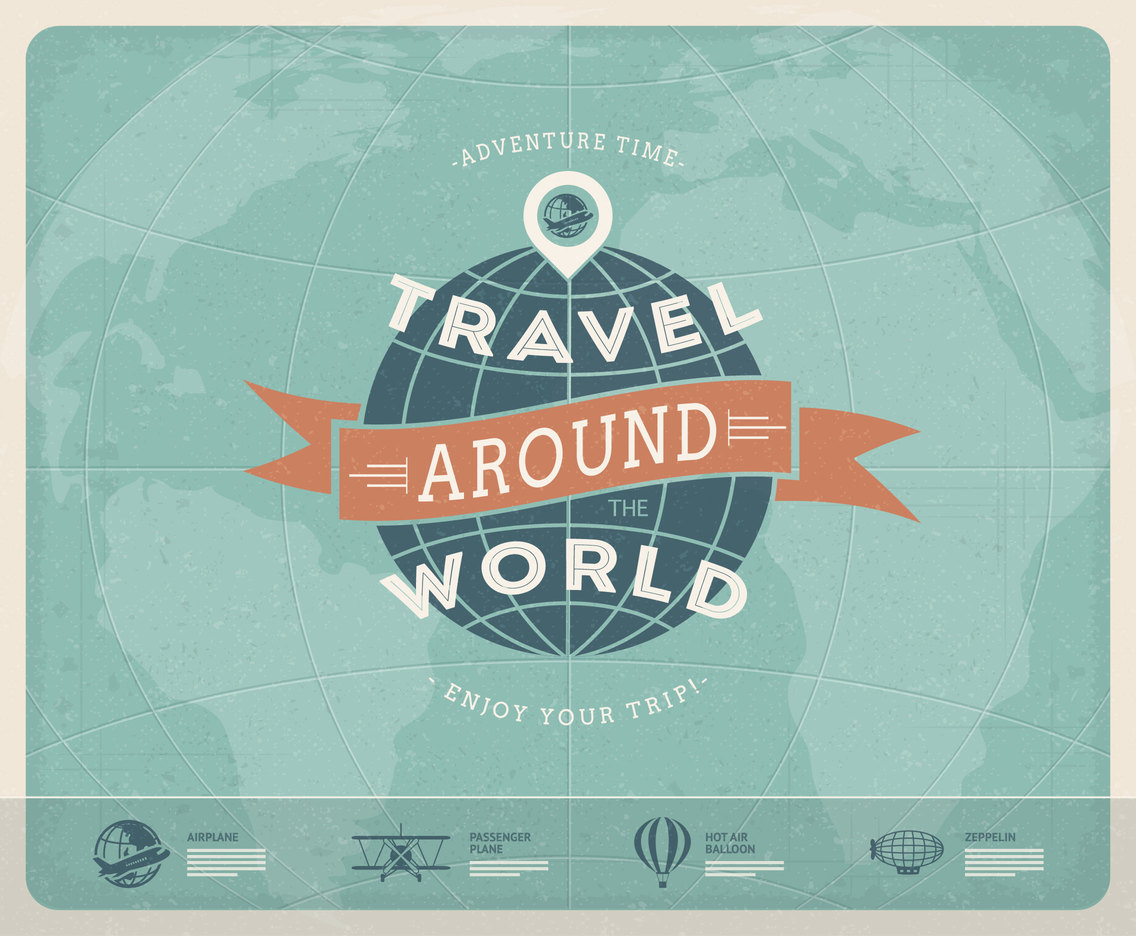 -ADVENTURE TIME-
TRAVEL
AROUND
THE
WORLD
- ENJOY YOUR TRIP!-
AIRPLANE
PASSENGER
PLANE
HOT AIR
BALLOON
ZEPPELIN